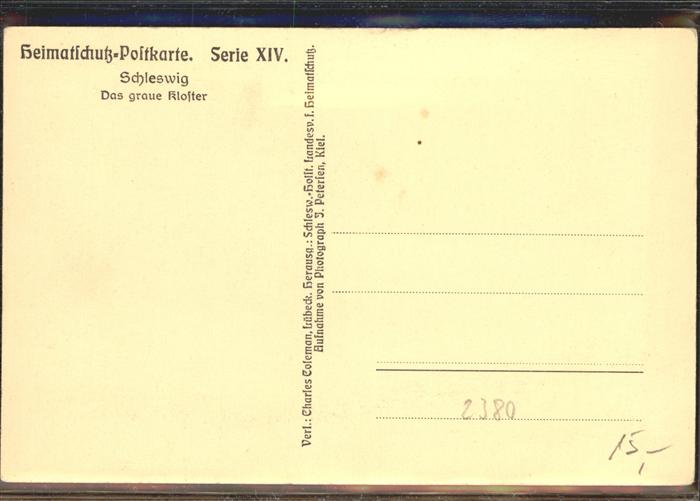 Heimatſchutz-Poſtkarte. Serie XIV.
Schleswig
Das graue Kloſter
Verl.: Charles Coleman, Lübeck. Herausg.: Schlesw.-Holſt. Landesv. f. Heimatſchutz.
Aufnahme von Photograph J. Peterſen, Kiel.
2380
15,-